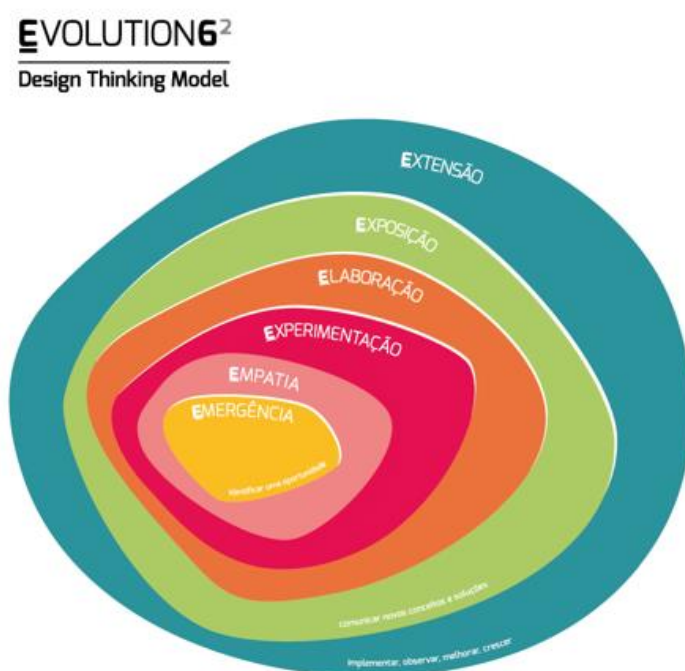 EVOLUTION6²
Design Thinking Model
EXTENSÃO
EXPOSIÇÃO
ELABORAÇÃO
EXPERIMENTAÇÃO
EMPATIA
EMERGÊNCIA
identificar uma oportunidade
comunicar novos conceitos e soluções
implementar, observar, melhorar, crescer